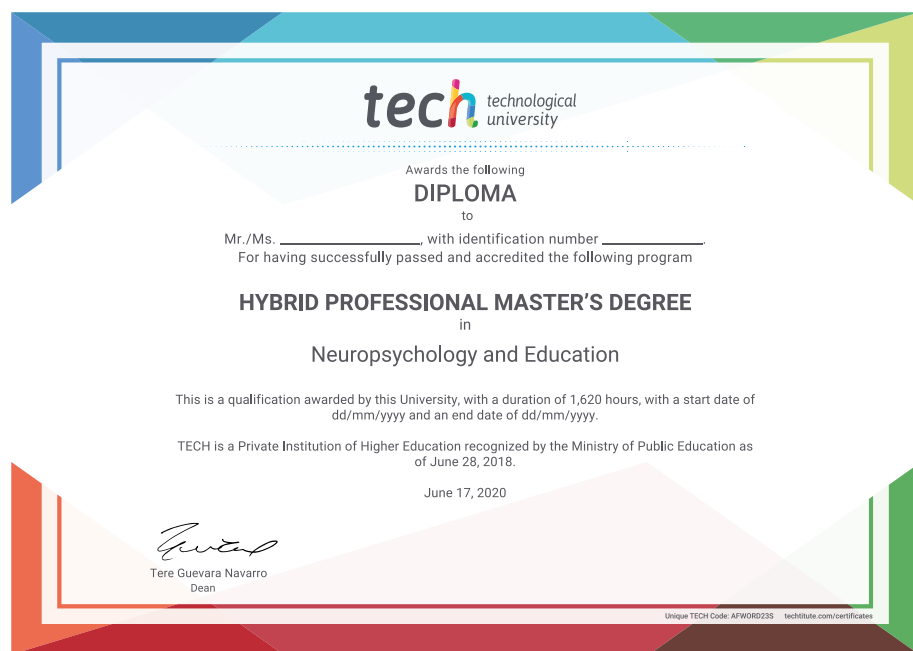 tech technological
university
Awards the following
DIPLOMA
to
Mr./Ms. ________________, with identification number ____________.
For having successfully passed and accredited the following program
HYBRID PROFESSIONAL MASTER'S DEGREE
in
Neuropsychology and Education
This is a qualification awarded by this University, with a duration of 1,620 hours, with a start date of
dd/mm/yyyy and an end date of dd/mm/yyyy.
TECH is a Private Institution of Higher Education recognized by the Ministry of Public Education as
of June 28, 2018.
June 17, 2020
Tere Guevara Navarro
Dean
Unique TECH Code: AFWORD23S techtitute.com/certificates